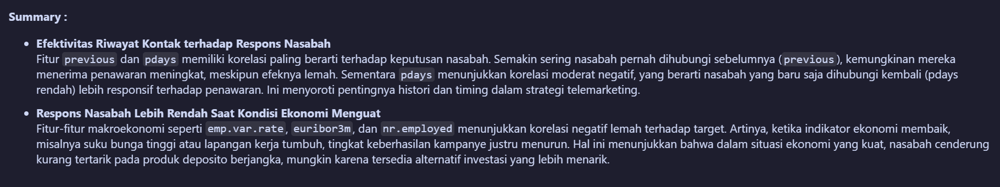 Summary :
Efektivitas Riwayat Kontak terhadap Respons Nasabah
Fitur previous dan pdays memiliki korelasi paling berarti terhadap keputusan nasabah. Semakin sering nasabah pernah dihubungi sebelumnya (previous), kemungkinan mereka
menerima penawaran meningkat, meskipun efeknya lemah. Sementara pdays menunjukkan korelasi moderat negatif, yang berarti nasabah yang baru saja dihubungi kembali (pdays
rendah) lebih responsif terhadap penawaran. Ini menyoroti pentingnya histori dan timing dalam strategi telemarketing.
Respons Nasabah Lebih Rendah Saat Kondisi Ekonomi Menguat
Fitur-fitur makroekonomi seperti emp.var.rate, euribor3m, dan nr.employed menunjukkan korelasi negatif lemah terhadap target. Artinya, ketika indikator ekonomi membaik,
misalnya suku bunga tinggi atau lapangan kerja tumbuh, tingkat keberhasilan kampanye justru menurun. Hal ini menunjukkan bahwa dalam situasi ekonomi yang kuat, nasabah cenderung
kurang tertarik pada produk deposito berjangka, mungkin karena tersedia alternatif investasi yang lebih menarik.